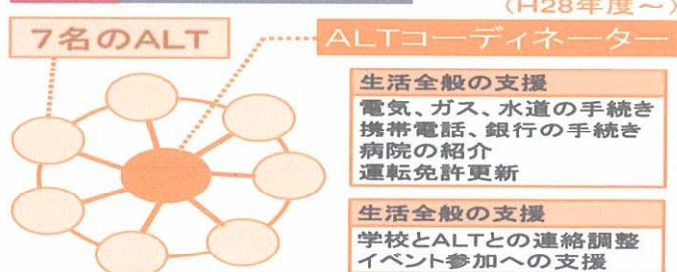 (H28年度~)
7名のALT
ALTコーディネーター
生活全般の支援
電気、ガス、水道の手続き
携帯電話、銀行の手続き
病院の紹介
運転免許更新
生活全般の支援
学校とALTとの連絡調整
イベント参加への支援